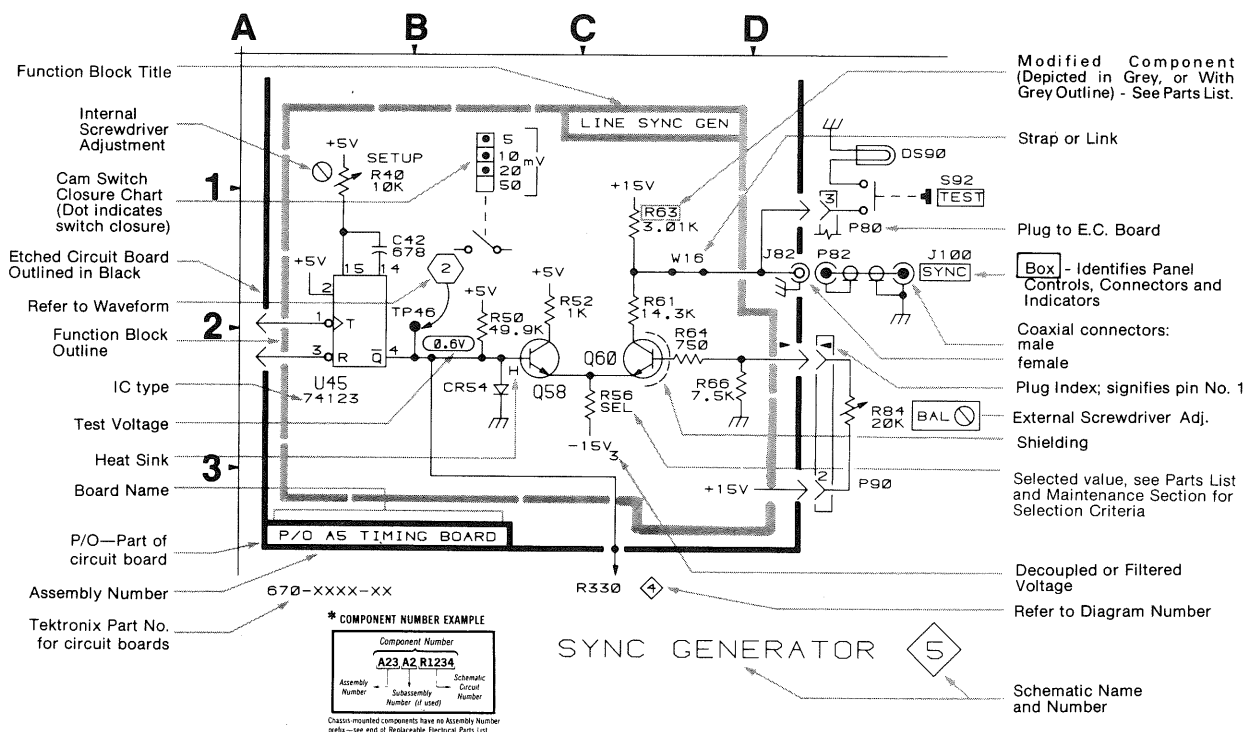 A B C D
Function Block Title
Internal
Screwdriver
Adjustment
1
Cam Switch
Closure Chart
(Dot indicates
switch closure)
Etched Circuit Board
Outlined in Black
Refer to Waveform
2
Function Block
Outline
IC type
Test Voltage
Heat Sink
3
Board Name
P/O—Part of
circuit board
Assembly Number
Tektronix Part No.
for circuit boards
LINE SYNC GEN
+5V
SETUP
R40
10K
5
10
20
50
mV
C42
678
+5V
15
14
2
1
T
3
R
Q̅
4
U45
74123
2
TP46
0.6V
+5V
R50
49.9K
CR54
H
+5V
R52
1K
Q58
+15V
R63
3.01K
W16
R61
14.3K
Q60
R64
750
R66
7.5K
R56
SEL
-15V
3
+15V
DS90
S92
TEST
3
P80
J82
P82
J100
SYNC
R84
20K
BAL
2
P90
P/O A5 TIMING BOARD
670-XXXX-XX
R330
4
SYNC GENERATOR
5
Modified Component
(Depicted in Grey, or With
Grey Outline) - See Parts List.
Strap or Link
Plug to E.C. Board
Box - Identifies Panel
Controls, Connectors and
Indicators
Coaxial connectors:
male
female
Plug Index; signifies pin No. 1
External Screwdriver Adj.
Shielding
Selected value, see Parts List
and Maintenance Section for
Selection Criteria
Decoupled or Filtered
Voltage
Refer to Diagram Number
Schematic Name
and Number
* COMPONENT NUMBER EXAMPLE
Component Number
A23 A2 R1234
Assembly
Number
Subassembly
Number (if used)
Schematic
Circuit
Number
Chassis-mounted components have no Assembly Number
prefix—see end of Replaceable Electrical Parts List.